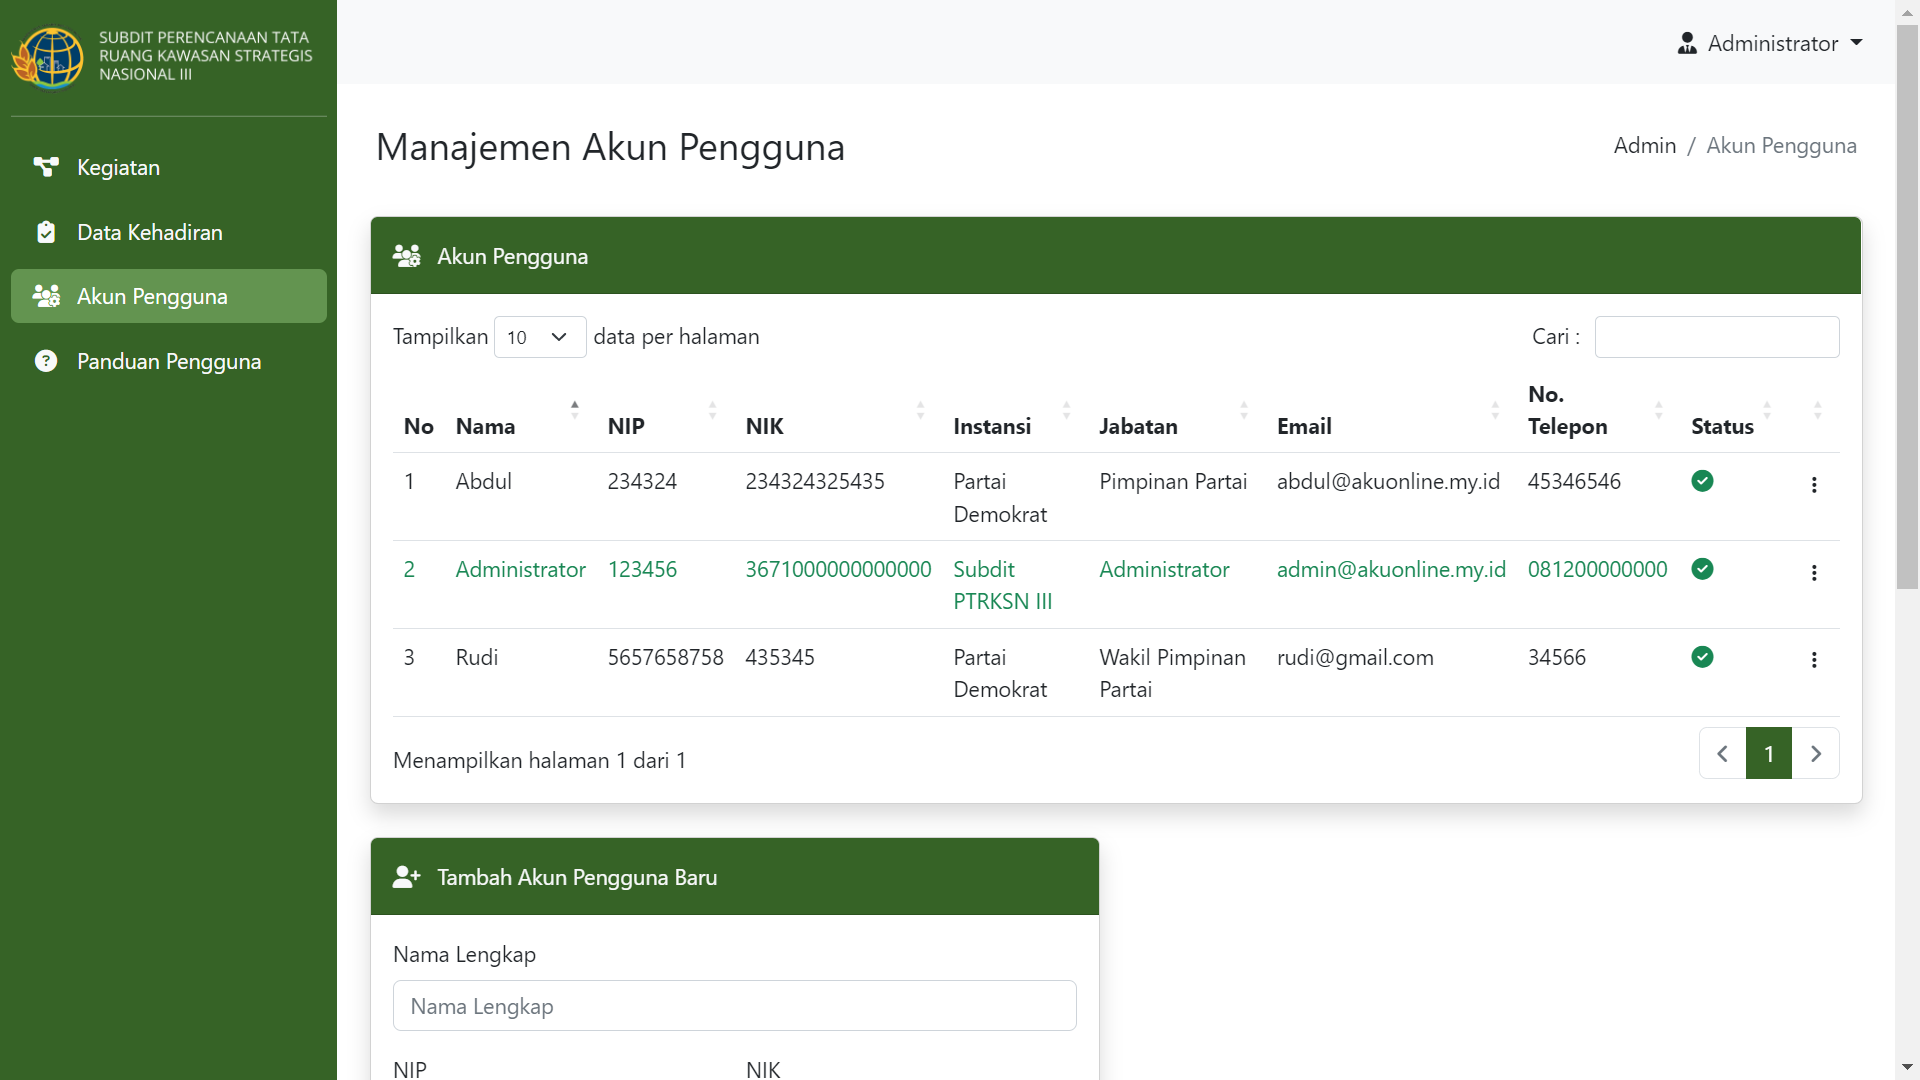 SUBDIT PERENCANAAN TATA
RUANG KAWASAN STRATEGIS
NASIONAL III
Administrator
Kegiatan
Data Kehadiran
Akun Pengguna
Panduan Pengguna
Manajemen Akun Pengguna
Admin / Akun Pengguna
Akun Pengguna
Tampilkan 10 data per halaman
Cari :
No Nama NIP NIK Instansi Jabatan Email No. Telepon Status
1 Abdul 234324 234324325435 Partai Demokrat Pimpinan Partai abdul@akuonline.my.id 45346546
2 Administrator 123456 3671000000000000 Subdit PTRKSN III Administrator admin@akuonline.my.id 081200000000
3 Rudi 5657658758 435345 Partai Demokrat Wakil Pimpinan Partai rudi@gmail.com 34566
Menampilkan halaman 1 dari 1
1
Tambah Akun Pengguna Baru
Nama Lengkap
Nama Lengkap
NIP NIK